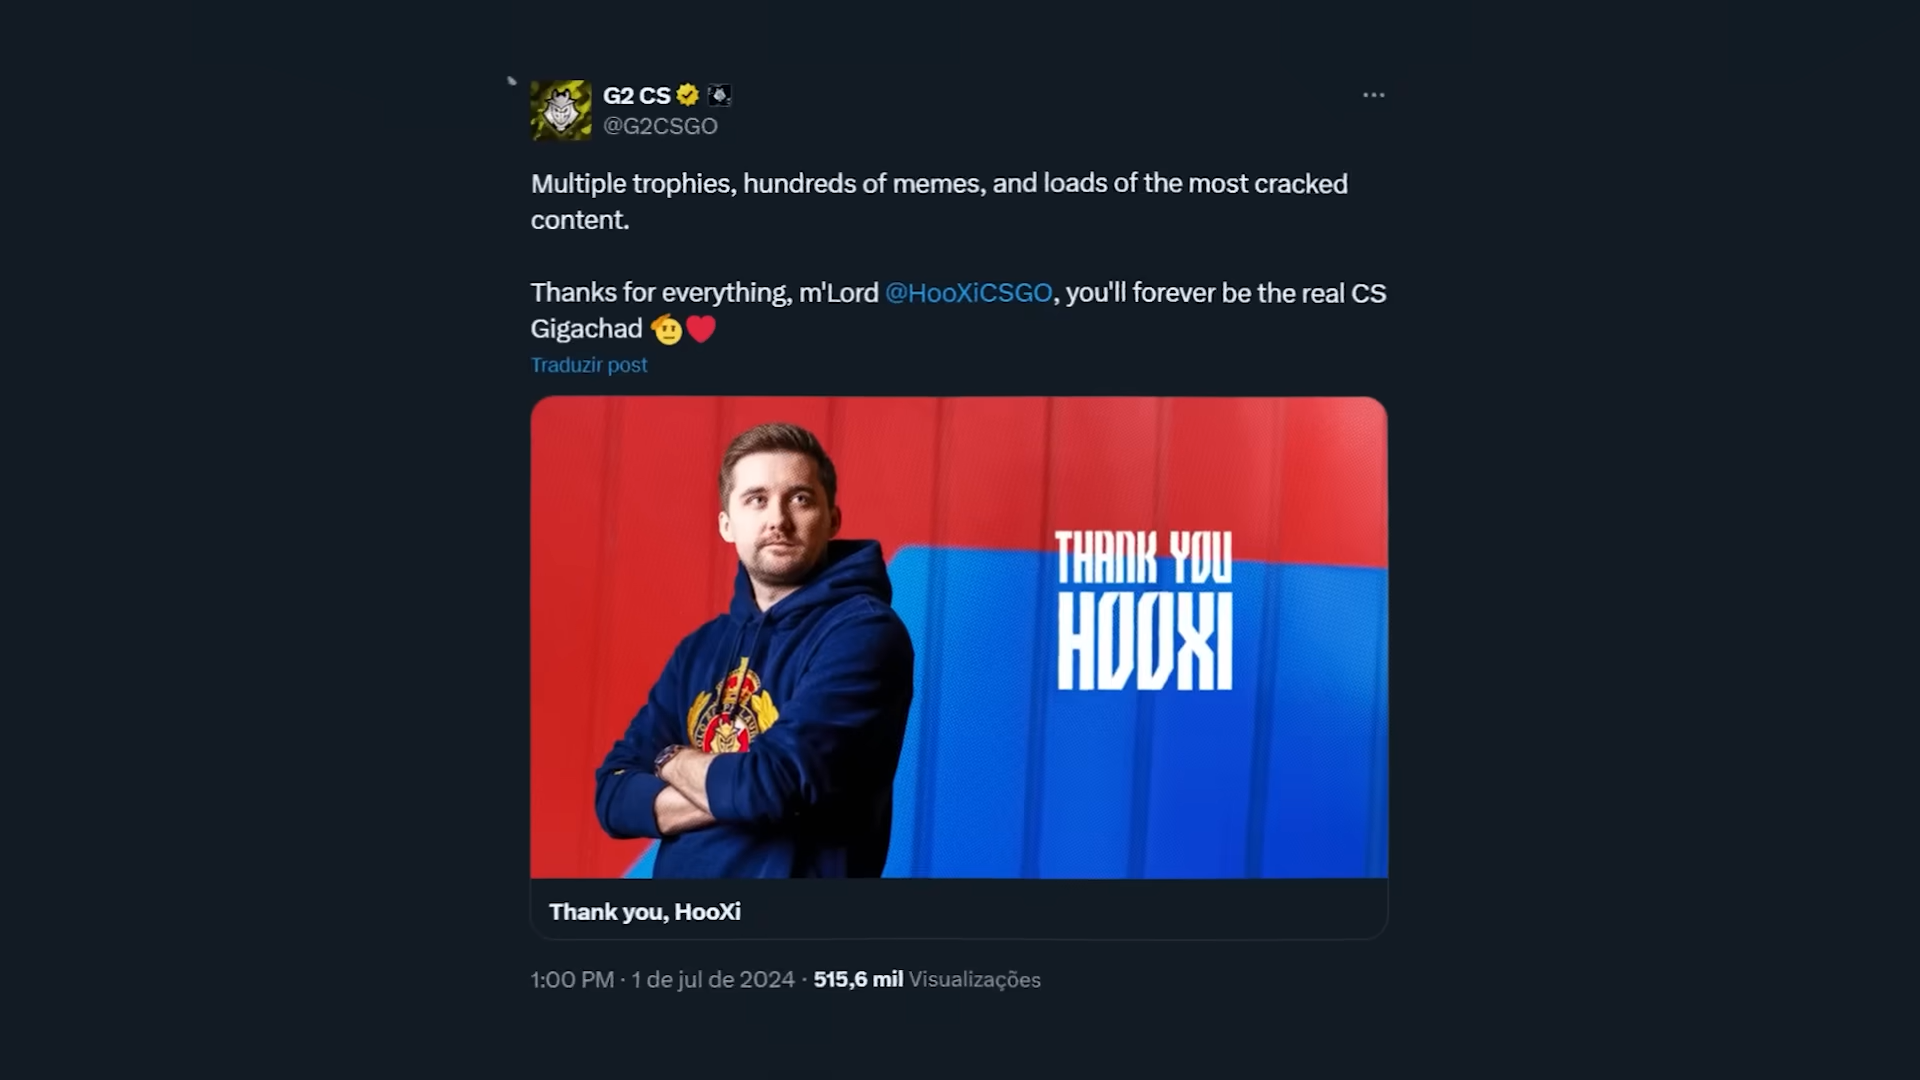 G2 CS
@G2CSGO
Multiple trophies, hundreds of memes, and loads of the most cracked
content.
Thanks for everything, m'Lord @HooXiCSGO, you'll forever be the real CS
Gigachad 🫡❤️
Traduzir post
THANK YOU
HOOXI
Thank you, HooXi
1:00 PM · 1 de jul de 2024 · 515,6 mil Visualizações